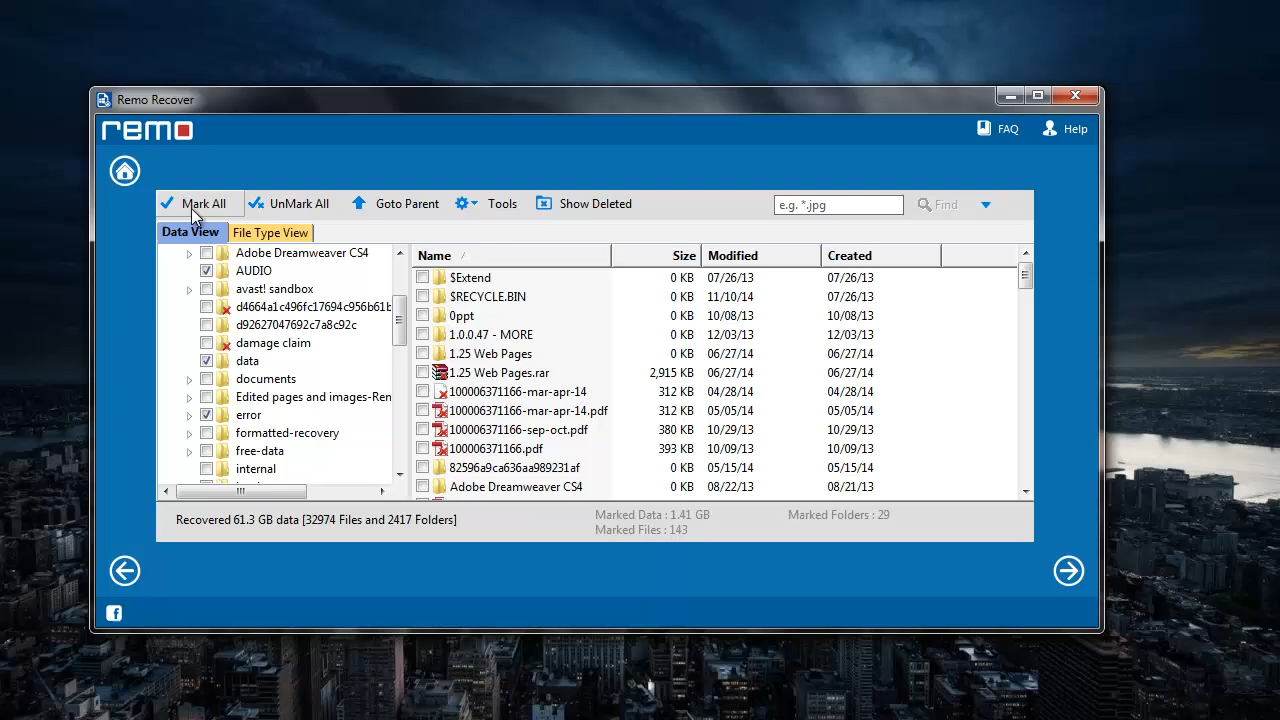 Remo Recover
remo
FAQ Help
Mark All UnMark All Goto Parent Tools Show Deleted e.g. *.jpg Find
Data View File Type View
Adobe Dreamweaver CS4
AUDIO
avast! sandbox
d4664a1c496fc17694c956b61b
d92627047692c7a8c92c
damage claim
data
documents
Edited pages and images-Ren
error
formatted-recovery
free-data
internal
Name Size Modified Created
$Extend 0 KB 07/26/13 07/26/13
$RECYCLE.BIN 0 KB 11/10/14 07/26/13
0ppt 0 KB 10/08/13 10/08/13
1.0.0.47 - MORE 0 KB 12/03/13 12/03/13
1.25 Web Pages 0 KB 06/27/14 06/27/14
1.25 Web Pages.rar 2,915 KB 06/27/14 06/27/14
100006371166-mar-apr-14 312 KB 04/28/14 04/28/14
100006371166-mar-apr-14.pdf 312 KB 05/05/14 05/05/14
100006371166-sep-oct.pdf 380 KB 10/29/13 10/29/13
100006371166.pdf 393 KB 10/09/13 10/09/13
82596a9ca636aa989231af 0 KB 05/15/14 05/15/14
Adobe Dreamweaver CS4 0 KB 08/22/13 08/21/13
Recovered 61.3 GB data [32974 Files and 2417 Folders]
Marked Data : 1.41 GB Marked Folders : 29
Marked Files : 143
f